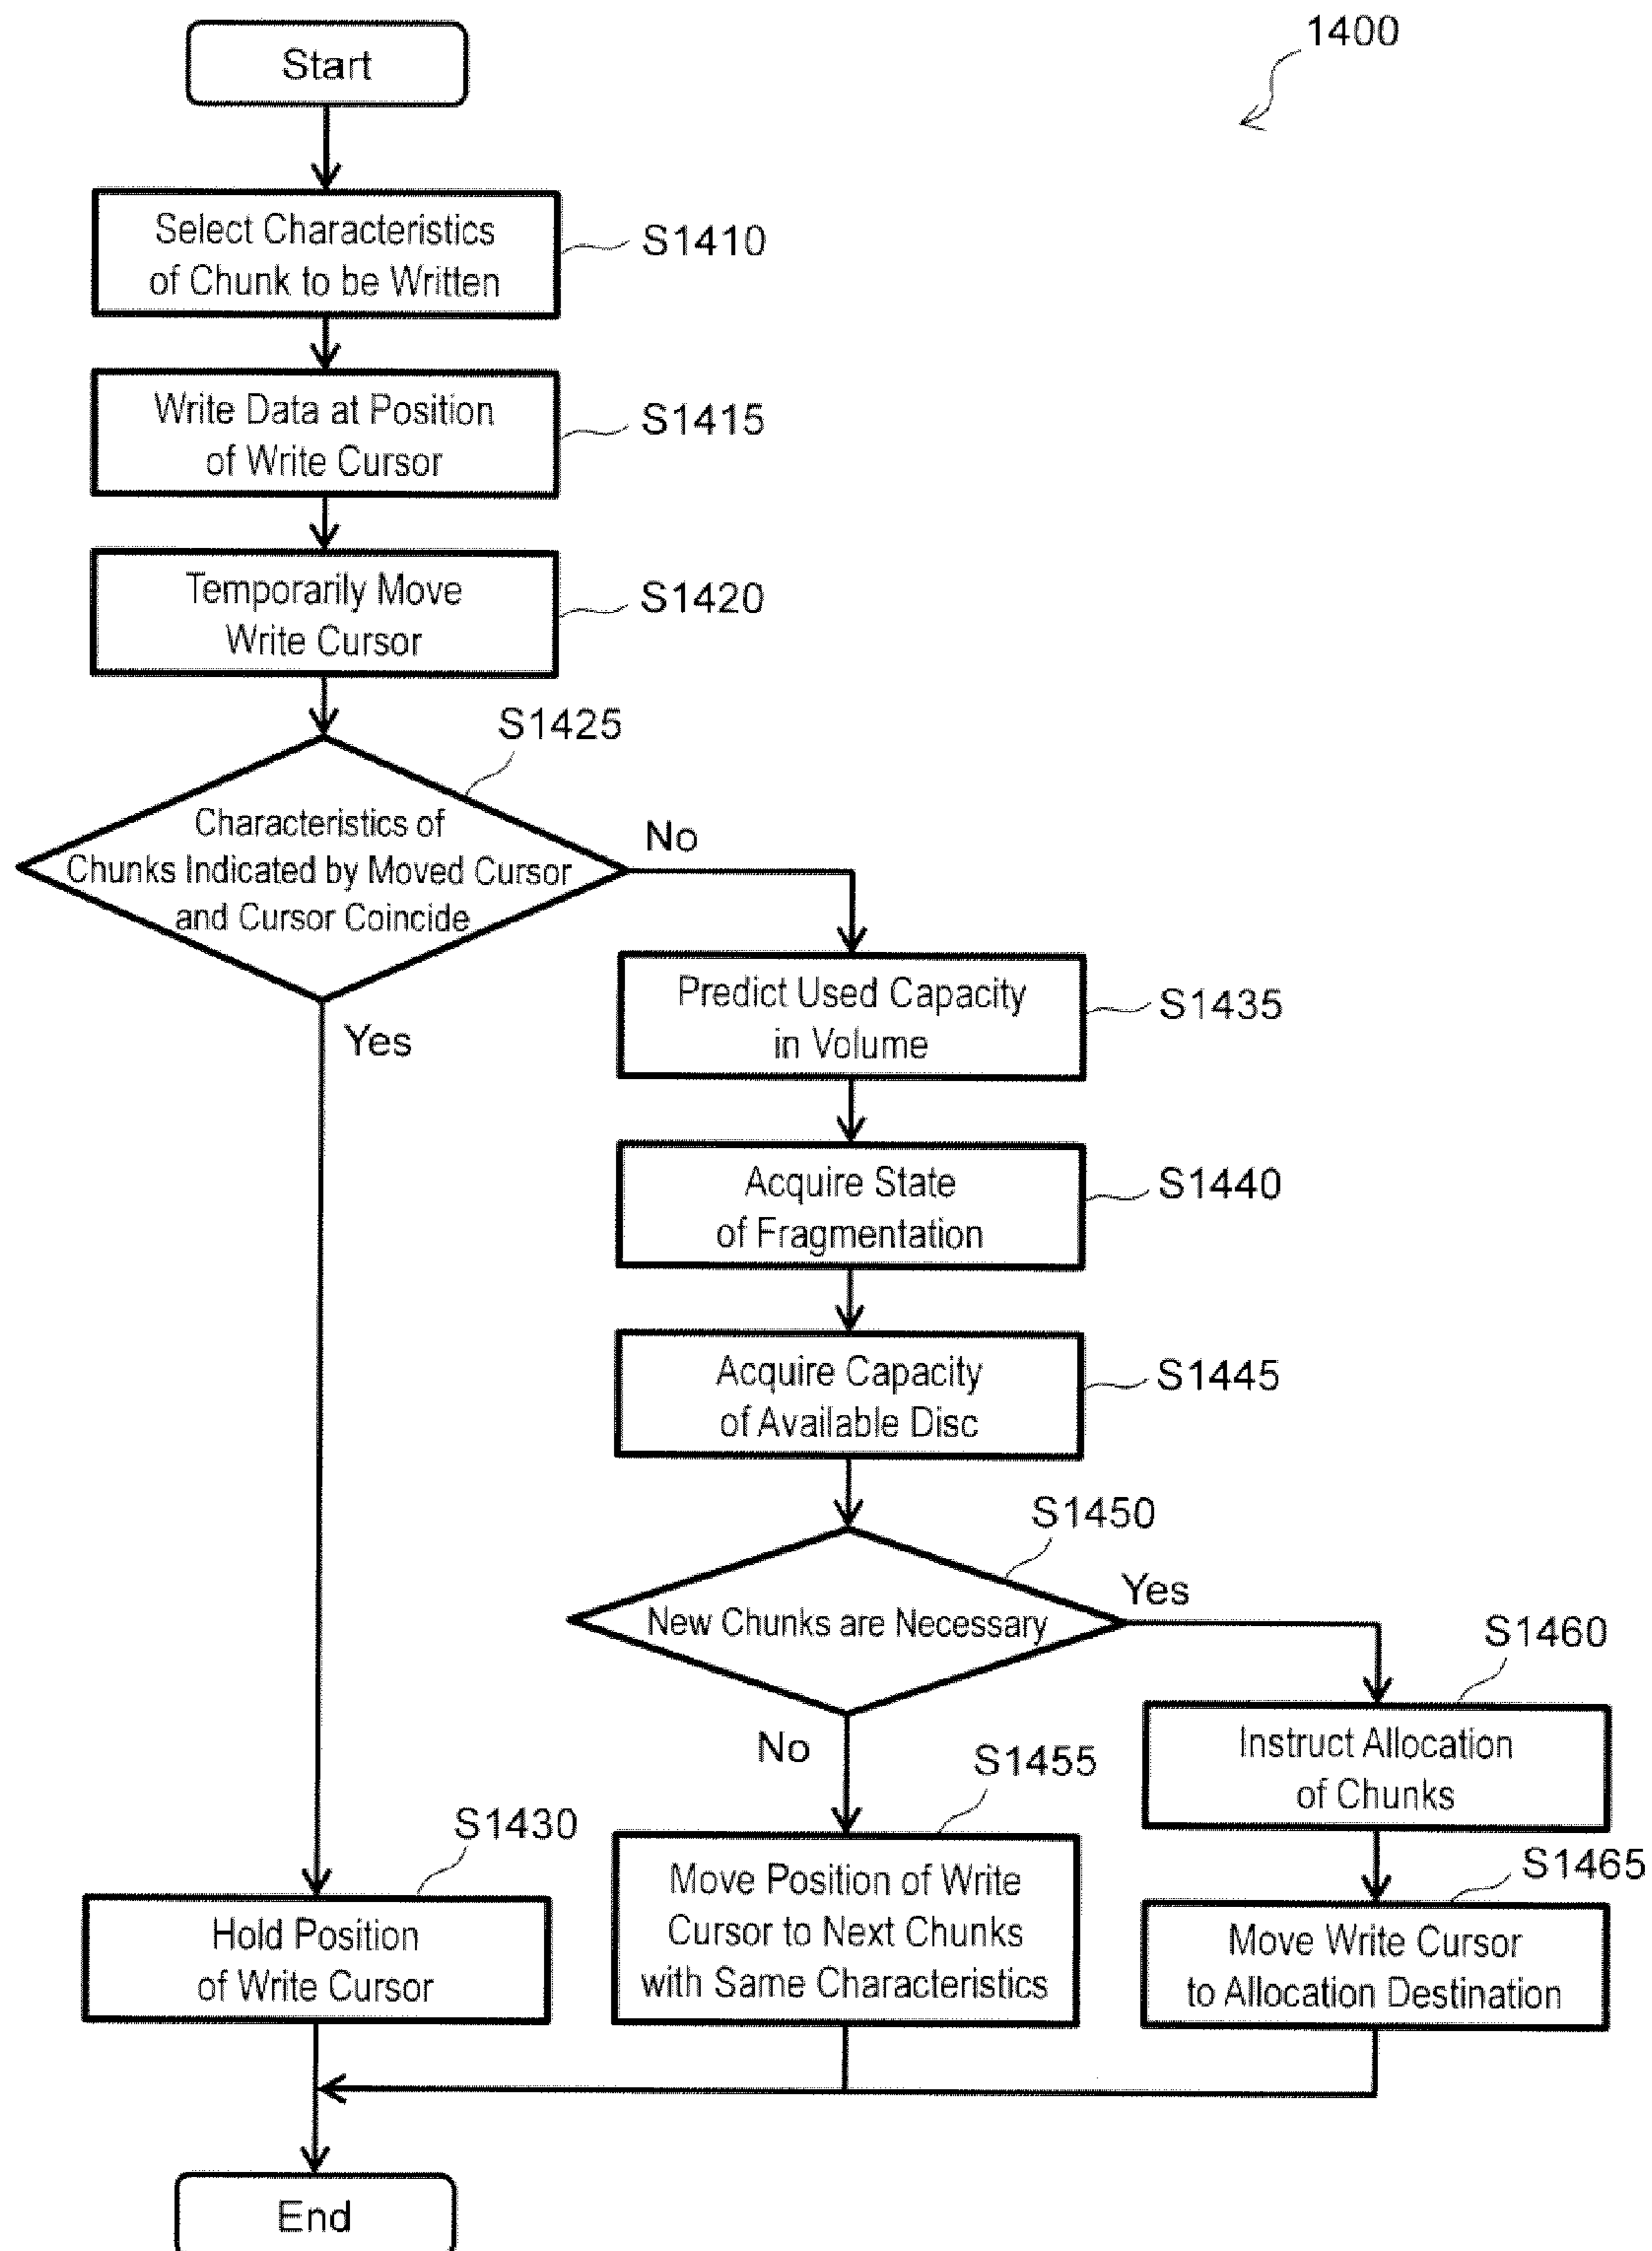 1400
Start
Select Characteristics
of Chunk to be Written
S1410
Write Data at Position
of Write Cursor
S1415
Temporarily Move
Write Cursor
S1420
S1425
Characteristics of
Chunks Indicated by Moved Cursor
and Cursor Coincide
No
Yes
Predict Used Capacity
in Volume
S1435
Acquire State
of Fragmentation
S1440
Acquire Capacity
of Available Disc
S1445
S1450
New Chunks are Necessary
Yes
No
S1460
Instruct Allocation
of Chunks
S1455
Move Position of Write
Cursor to Next Chunks
with Same Characteristics
S1430
Hold Position
of Write Cursor
S1465
Move Write Cursor
to Allocation Destination
End